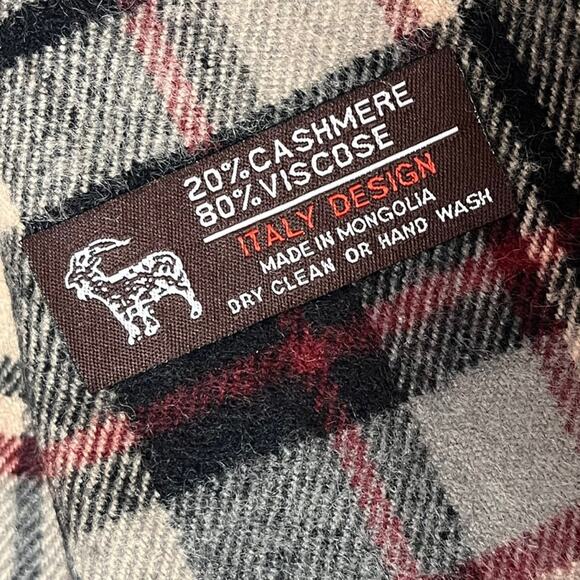 20% CASHMERE
80% VISCOSE
ITALY DESIGN
MADE IN MONGOLIA
DRY CLEAN OR HAND WASH